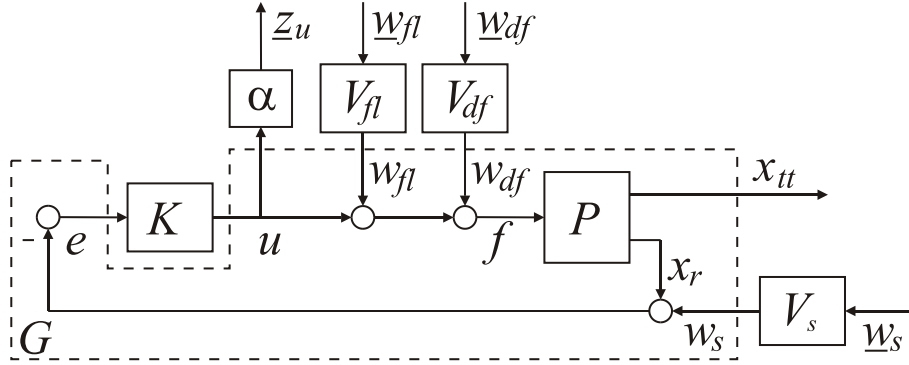 z_u w_fl w_df
α V_fl V_df
w_fl w_df x_tt
K P
− e u f
x_r
G w_s V_s w_s